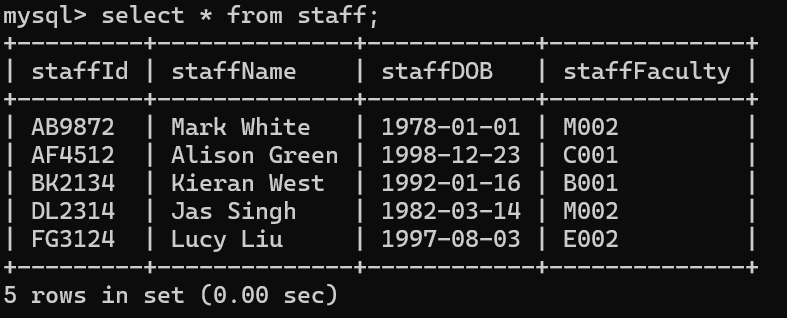 mysql> select * from staff;
+---------+--------------+------------+--------------+
| staffId | staffName    | staffDOB   | staffFaculty |
+---------+--------------+------------+--------------+
| AB9872  | Mark White   | 1978-01-01 | M002         |
| AF4512  | Alison Green | 1998-12-23 | C001         |
| BK2134  | Kieran West  | 1992-01-16 | B001         |
| DL2314  | Jas Singh    | 1982-03-14 | M002         |
| FG3124  | Lucy Liu     | 1997-08-03 | E002         |
+---------+--------------+------------+--------------+
5 rows in set (0.00 sec)